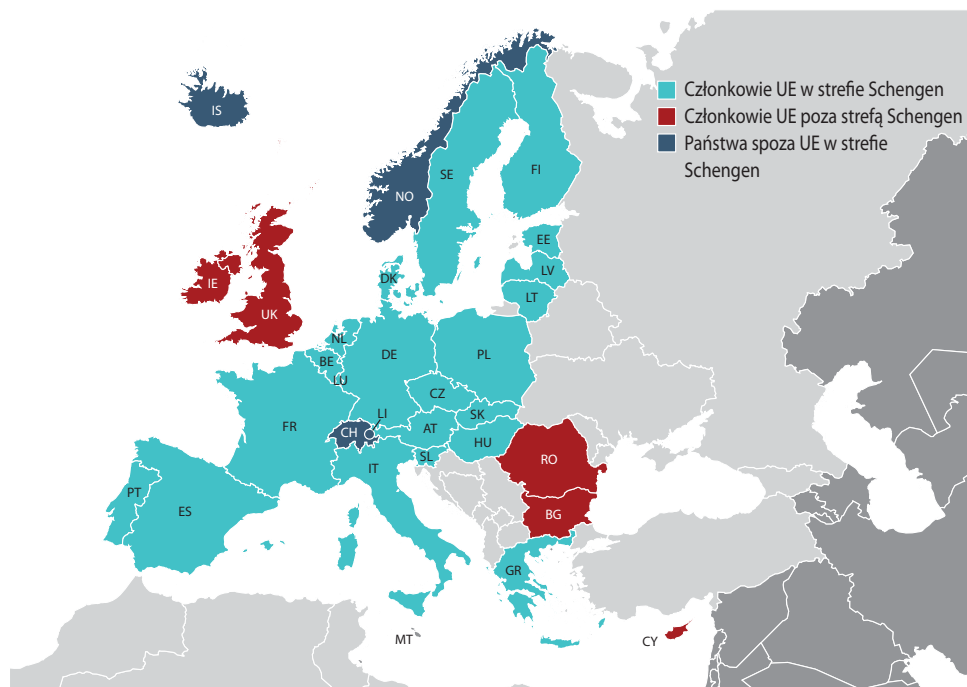 Członkowie UE w strefie Schengen
Członkowie UE poza strefą Schengen
Państwa spoza UE w strefie
Schengen
IS
NO
SE
FI
EE
LV
LT
DK
IE
UK
NL
BE
LU
DE
PL
CZ
SK
LI
CH
AT
HU
FR
SL
IT
RO
BG
PT
ES
GR
MT
CY